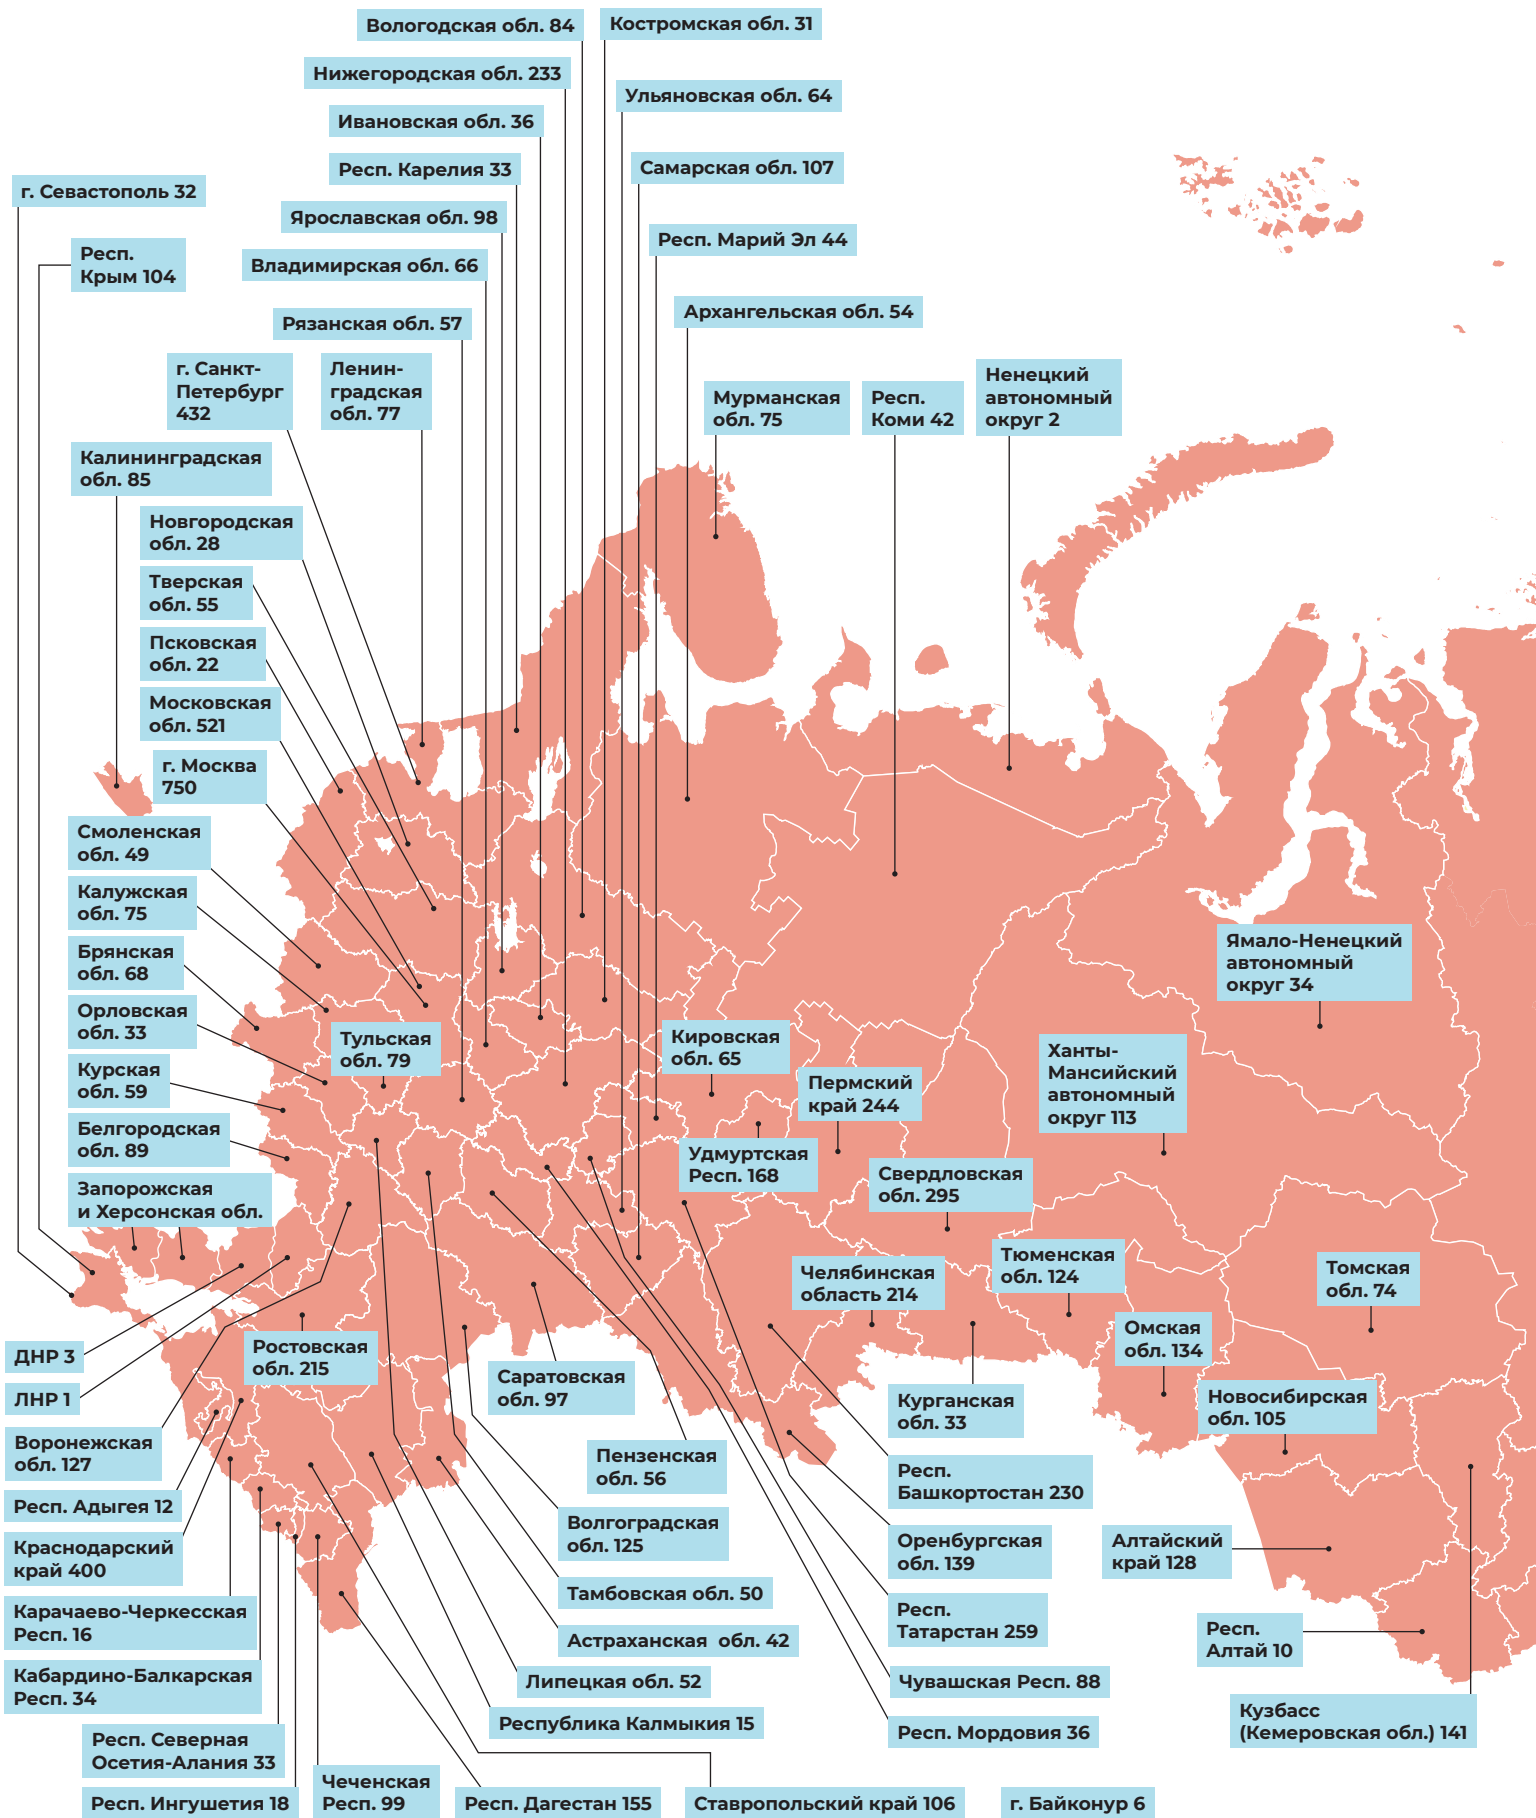 Вологодская обл. 84
Костромская обл. 31
Нижегородская обл. 233
Ульяновская обл. 64
Ивановская обл. 36
Респ. Карелия 33
Самарская обл. 107
г. Севастополь 32
Ярославская обл. 98
Респ. Марий Эл 44
Респ.
Крым 104
Владимирская обл. 66
Архангельская обл. 54
Рязанская обл. 57
г. Санкт-
Петербург
432
Ленин-
градская
обл. 77
Мурманская
обл. 75
Респ.
Коми 42
Ненецкий
автономный
округ 2
Калининградская
обл. 85
Новгородская
обл. 28
Тверская
обл. 55
Псковская
обл. 22
Московская
обл. 521
г. Москва
750
Смоленская
обл. 49
Калужская
обл. 75
Брянская
обл. 68
Ямало-Ненецкий
автономный
округ 34
Орловская
обл. 33
Тульская
обл. 79
Кировская
обл. 65
Ханты-
Мансийский
автономный
округ 113
Курская
обл. 59
Пермский
край 244
Белгородская
обл. 89
Удмуртская
Респ. 168
Свердловская
обл. 295
Запорожская
и Херсонская обл.
Тюменская
обл. 124
Челябинская
область 214
Томская
обл. 74
Омская
обл. 134
ДНР 3
Ростовская
обл. 215
Саратовская
обл. 97
ЛНР 1
Курганская
обл. 33
Новосибирская
обл. 105
Воронежская
обл. 127
Пензенская
обл. 56
Респ.
Башкортостан 230
Респ. Адыгея 12
Волгоградская
обл. 125
Оренбургская
обл. 139
Алтайский
край 128
Краснодарский
край 400
Тамбовская обл. 50
Карачаево-Черкесская
Респ. 16
Респ.
Татарстан 259
Респ.
Алтай 10
Астраханская обл. 42
Кабардино-Балкарская
Респ. 34
Липецкая обл. 52
Чувашская Респ. 88
Республика Калмыкия 15
Респ. Мордовия 36
Кузбасс
(Кемеровская обл.) 141
Респ. Северная
Осетия-Алания 33
Чеченская
Респ. 99
Респ. Ингушетия 18
Респ. Дагестан 155
Ставропольский край 106
г. Байконур 6